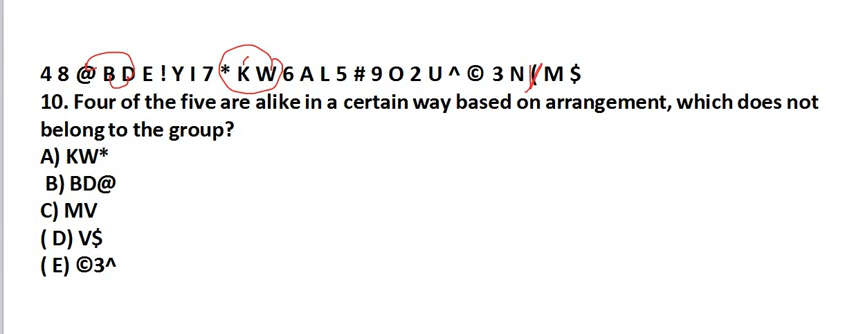 4 8 @ B D E ! Y I 7 * K W 6 A L 5 # 9 O 2 U ^ © 3 N ( M $
10. Four of the five are alike in a certain way based on arrangement, which does not
belong to the group?
A) KW*
B) BD@
C) MV
( D) V$
( E) ©3^